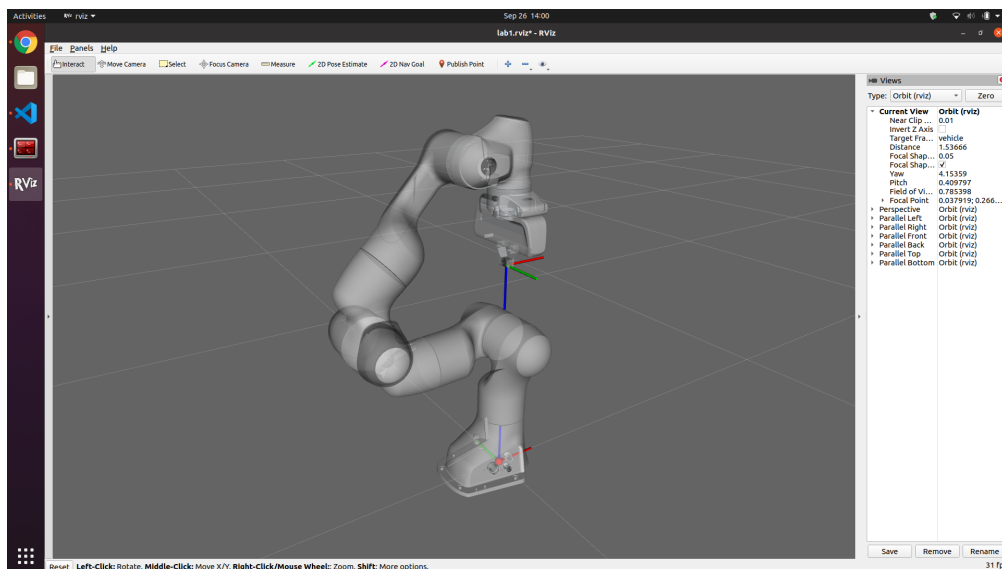 Activities RViz rviz Sep 26 14:00
lab1.rviz* - RViz
File Panels Help
Interact Move Camera Select Focus Camera Measure 2D Pose Estimate 2D Nav Goal Publish Point
Views
Type: Orbit (rviz) Zero
Current View Orbit (rviz)
Near Clip ... 0.01
Invert Z Axis
Target Fra... vehicle
Distance 1.53666
Focal Shap... 0.05
Focal Shap...
Yaw 4.15359
Pitch 0.409797
Field of Vi... 0.785398
Focal Point 0.037919; 0.266...
Perspective Orbit (rviz)
Parallel Left Orbit (rviz)
Parallel Right Orbit (rviz)
Parallel Front Orbit (rviz)
Parallel Back Orbit (rviz)
Parallel Top Orbit (rviz)
Parallel Bottom Orbit (rviz)
RViz
Save Remove Rename
Reset Left-Click: Rotate. Middle-Click: Move X/Y. Right-Click/Mouse Wheel:: Zoom. Shift: More options. 31 fp